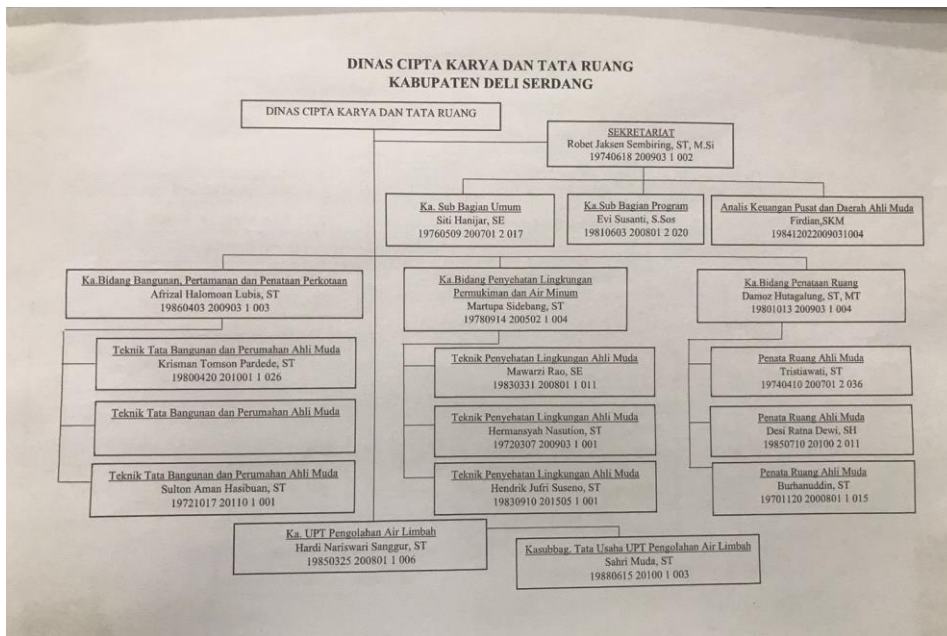 DINAS CIPTA KARYA DAN TATA RUANG
KABUPATEN DELI SERDANG
DINAS CIPTA KARYA DAN TATA RUANG
SEKRETARIAT
Robet Jaksen Sembiring, ST, M.Si
19740618 200903 1 002
Ka. Sub Bagian Umum
Siti Hanijar, SE
19760509 200701 2 017
Ka.Sub Bagian Program
Evi Susanti, S.Sos
19810603 200801 2 020
Analis Keuangan Pusat dan Daerah Ahli Muda
Firdian,SKM
198412022009031004
Ka.Bidang Bangunan, Pertamanan dan Penataan Perkotaan
Afrizal Halomoan Lubis, ST
19860403 200903 1 003
Ka.Bidang Penyehatan Lingkungan
Permukiman dan Air Minum
Martupa Sidebang, ST
19780914 200502 1 004
Ka.Bidang Penataan Ruang
Damoz Hutagalung, ST, MT
19801013 200903 1 004
Teknik Tata Bangunan dan Perumahan Ahli Muda
Krisman Tomson Pardede, ST
19800420 201001 1 026
Teknik Penyehatan Lingkungan Ahli Muda
Mawarzi Rao, SE
19830331 200801 1 011
Penata Ruang Ahli Muda
Tristiawati, ST
19740410 200701 2 036
Teknik Tata Bangunan dan Perumahan Ahli Muda
Teknik Penyehatan Lingkungan Ahli Muda
Hermansyah Nasution, ST
19720307 200903 1 001
Penata Ruang Ahli Muda
Desi Ratna Dewi, SH
19850710 20100 2 011
Teknik Tata Bangunan dan Perumahan Ahli Muda
Sulton Aman Hasibuan, ST
19721017 20110 1 001
Teknik Penyehatan Lingkungan Ahli Muda
Hendrik Jufri Suseno, ST
19830910 201505 1 001
Penata Ruang Ahli Muda
Burhanuddin, ST
19701120 2000801 1 015
Ka. UPT Pengolahan Air Limbah
Hardi Nariswari Sanggur, ST
19850325 200801 1 006
Kasubbag. Tata Usaha UPT Pengolahan Air Limbah
Sahri Muda, ST
19880615 20100 1 003